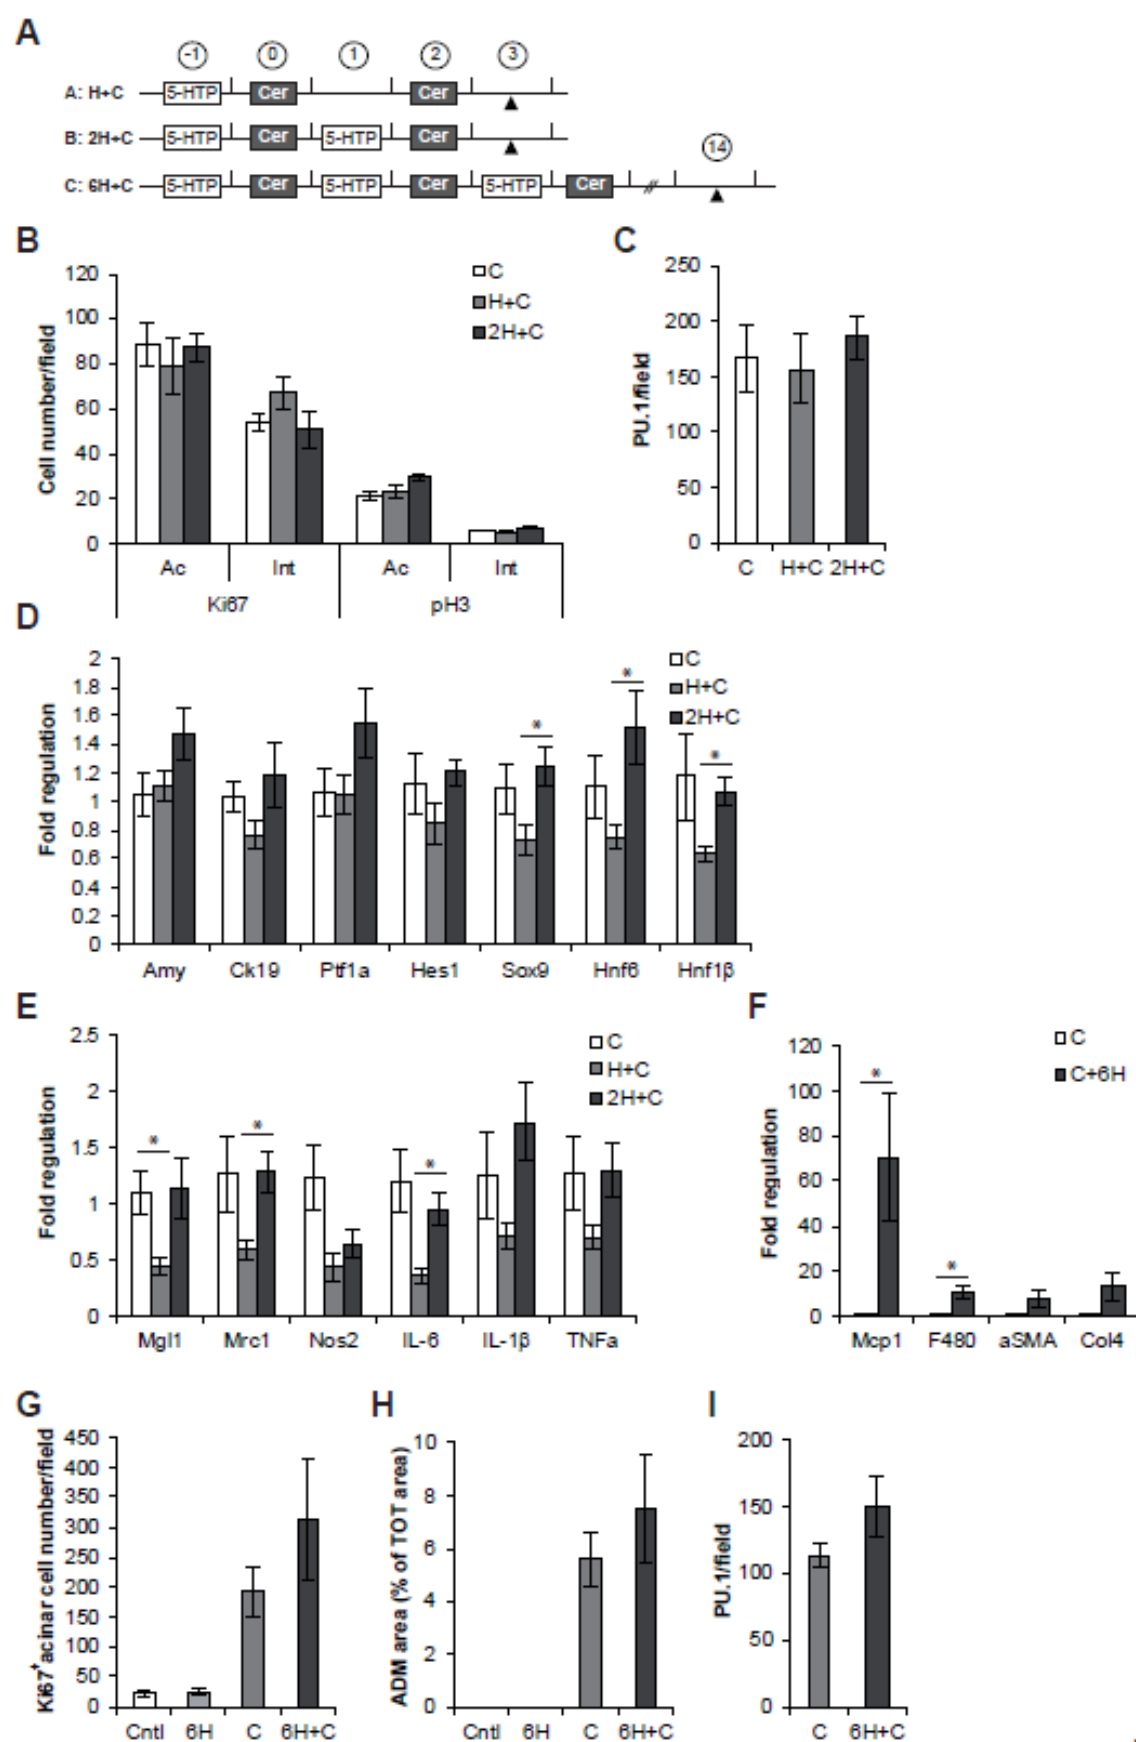 A
-1 0 1 2 3
A: H+C 5-HTP Cer Cer
B: 2H+C 5-HTP Cer 5-HTP Cer
14
C: 6H+C 5-HTP Cer 5-HTP Cer 5-HTP Cer //
B
Cell number/field
120
100
80
60
40
20
0
C
H+C
2H+C
Ac Int Ac Int
Ki67 pH3
C
PU.1/field
250
200
150
100
50
0
C H+C 2H+C
D
Fold regulation
2
1.8
1.6
1.4
1.2
1
0.8
0.6
0.4
0.2
0
C
H+C
2H+C
* * *
Amy Ck19 Ptf1a Hes1 Sox9 Hnf6 Hnf1β
E
Fold regulation
2.5
2
1.5
1
0.5
0
C
H+C
2H+C
* * *
Mgl1 Mrc1 Nos2 IL-6 IL-1β TNFa
F
Fold regulation
120
100
80
60
40
20
0
C
C+6H
* *
Mcp1 F480 aSMA Col4
G
Ki67+acinar cell number/field
450
400
350
300
250
200
150
100
50
0
Cntl 6H C 6H+C
H
ADM area (% of TOT area)
10
8
6
4
2
0
Cntl 6H C 6H+C
I
PU.1/field
200
150
100
50
0
C 6H+C